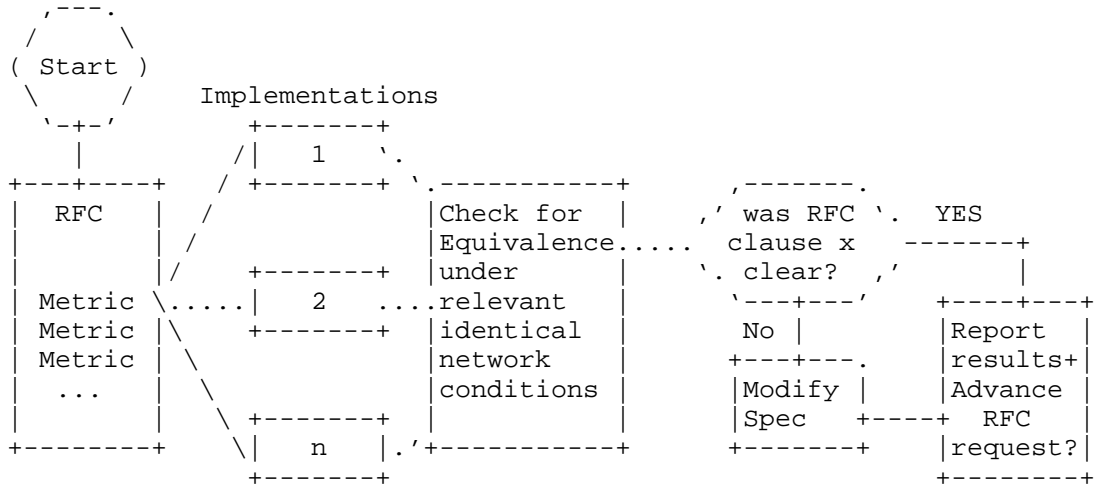 Start
Implementations
1
RFC
Metric
Metric
Metric
...
2
n
Check for
Equivalence
under
relevant
identical
network
conditions
was RFC
clause x
clear?
YES
No
Modify
Spec
Report
results+
Advance
RFC
request?